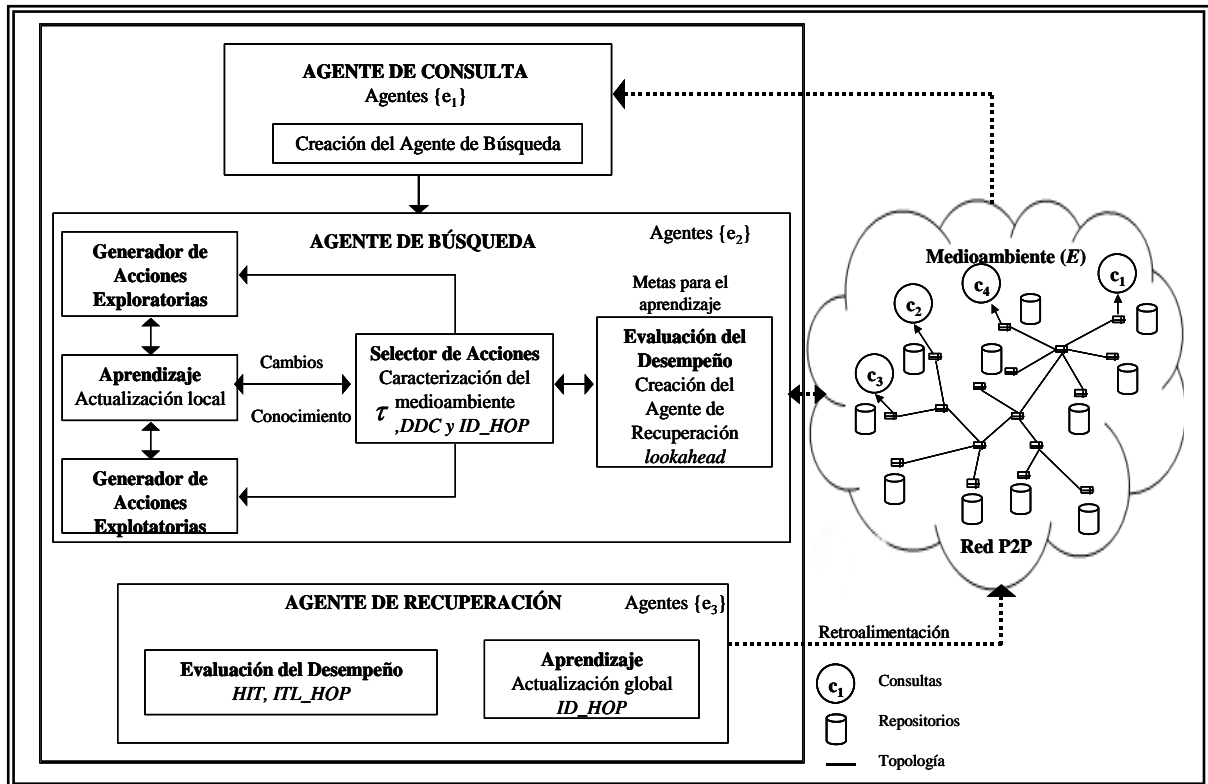 AGENTE DE CONSULTA
Agentes {e1}
Creación del Agente de Búsqueda
AGENTE DE BÚSQUEDA
Agentes {e2}
Generador de
Acciones
Exploratorias
Aprendizaje
Actualización local
Generador de
Acciones
Explotatorias
Cambios
Conocimiento
Selector de Acciones
Caracterización del
medioambiente
τ ,DDC y ID_HOP
Metas para el
aprendizaje
Evaluación del
Desempeño
Creación del
Agente de
Recuperación
lookahead
AGENTE DE RECUPERACIÓN
Agentes {e3}
Evaluación del Desempeño
HIT, ITL_HOP
Aprendizaje
Actualización global
ID_HOP
Medioambiente (E)
c1
c4
c2
c3
Red P2P
Retroalimentación
c1
Consultas
Repositorios
Topología